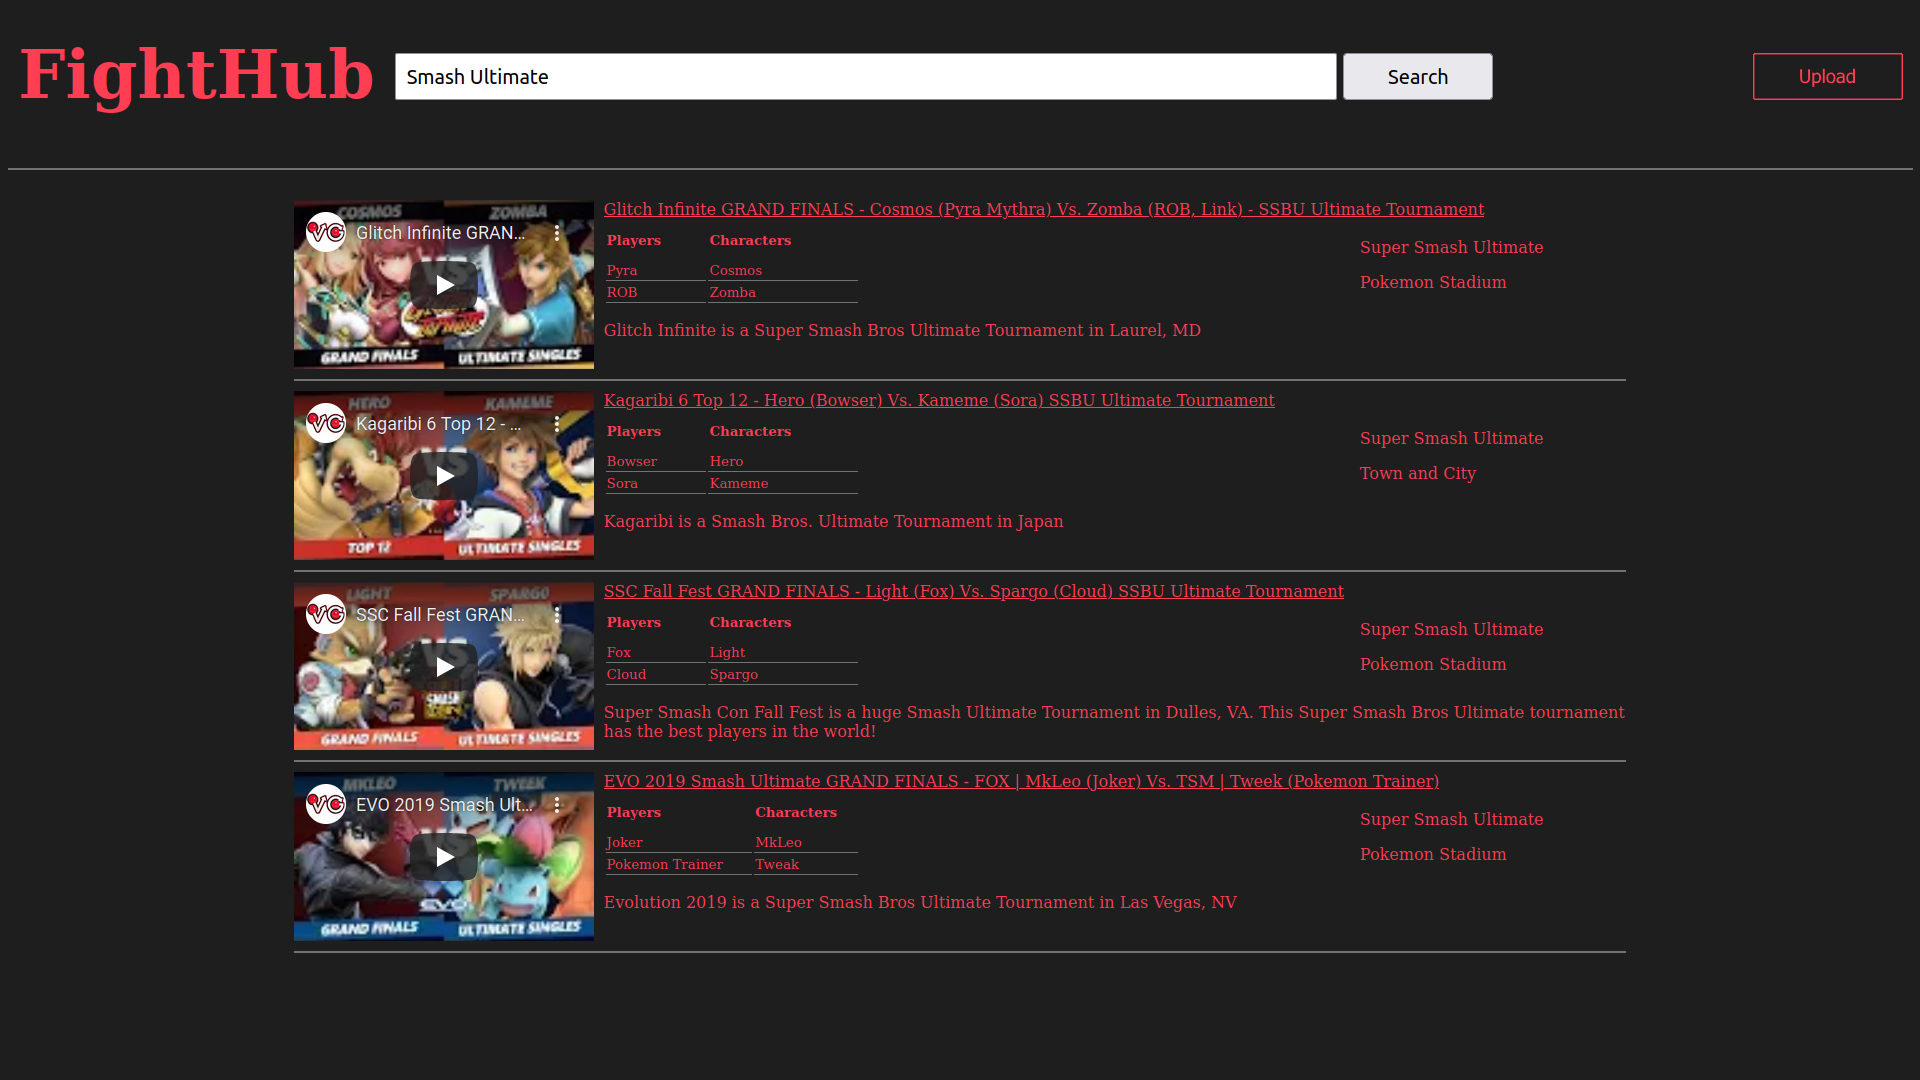 FightHub
Smash Ultimate
Search
Upload
COSMOS
ZOMBA
VG
Glitch Infinite GRAN...
VS
GRAND FINALS
ULTIMATE SINGLES
Glitch Infinite GRAND FINALS - Cosmos (Pyra Mythra) Vs. Zomba (ROB, Link) - SSBU Ultimate Tournament
Players Characters
Pyra Cosmos
ROB Zomba
Super Smash Ultimate
Pokemon Stadium
Glitch Infinite is a Super Smash Bros Ultimate Tournament in Laurel, MD
HERO
KAMEME
VG
Kagaribi 6 Top 12 - ...
VS
TOP 12
ULTIMATE SINGLES
Kagaribi 6 Top 12 - Hero (Bowser) Vs. Kameme (Sora) SSBU Ultimate Tournament
Players Characters
Bowser Hero
Sora Kameme
Super Smash Ultimate
Town and City
Kagaribi is a Smash Bros. Ultimate Tournament in Japan
LIGHT
SPARGO
VG
SSC Fall Fest GRAN...
VS
GRAND FINALS
ULTIMATE SINGLES
SSC Fall Fest GRAND FINALS - Light (Fox) Vs. Spargo (Cloud) SSBU Ultimate Tournament
Players Characters
Fox Light
Cloud Spargo
Super Smash Ultimate
Pokemon Stadium
Super Smash Con Fall Fest is a huge Smash Ultimate Tournament in Dulles, VA. This Super Smash Bros Ultimate tournament
has the best players in the world!
MKLEO
TWEEK
VG
EVO 2019 Smash Ult...
VS
EVO
GRAND FINALS
ULTIMATE SINGLES
EVO 2019 Smash Ultimate GRAND FINALS - FOX | MkLeo (Joker) Vs. TSM | Tweek (Pokemon Trainer)
Players Characters
Joker MkLeo
Pokemon Trainer Tweak
Super Smash Ultimate
Pokemon Stadium
Evolution 2019 is a Super Smash Bros Ultimate Tournament in Las Vegas, NV